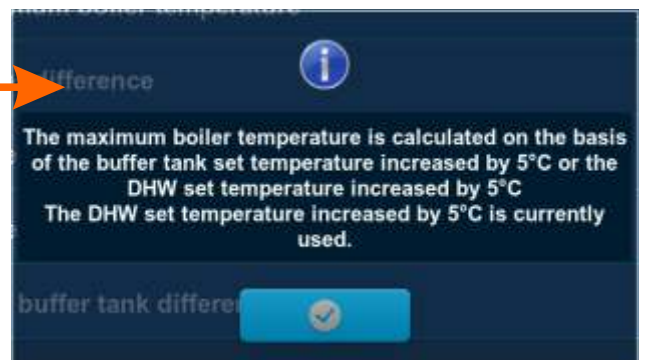 boiler temperature
difference
The maximum boiler temperature is calculated on the basis
of the buffer tank set temperature increased by 5°C or the
DHW set temperature increased by 5°C
The DHW set temperature increased by 5°C is currently
used.
buffer tank